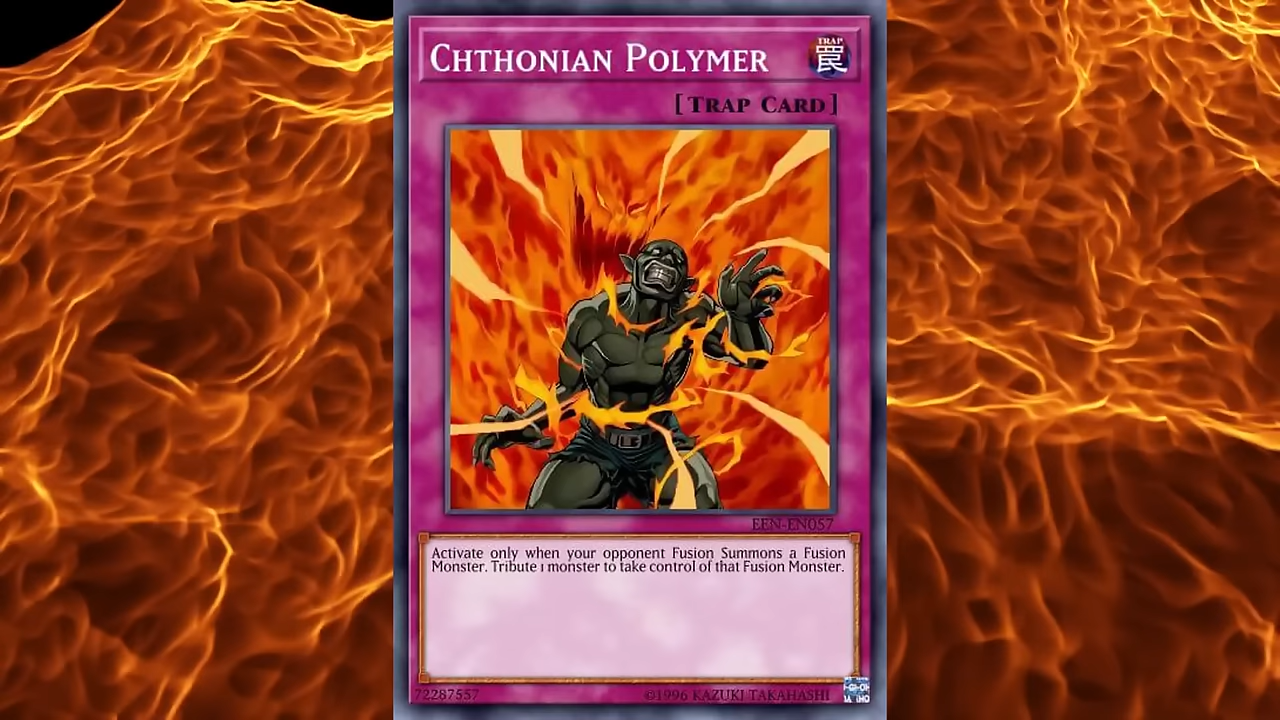 Chthonian Polymer
TRAP
罠
[Trap Card]
EEN-EN057
Activate only when your opponent Fusion Summons a Fusion
Monster. Tribute 1 monster to take control of that Fusion Monster.
72287557
©1996 KAZUKI TAKAHASHI